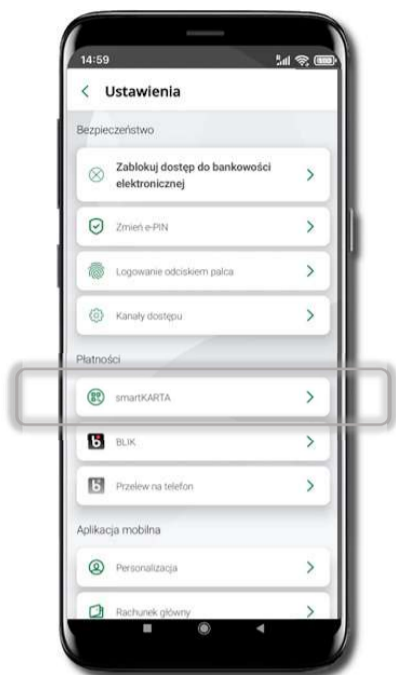 14:59
Ustawienia
Bezpieczeństwo
Zablokuj dostęp do bankowości
elektronicznej
Zmień e-PIN
Logowanie odciskiem palca
Kanały dostępu
Płatności
smartKARTA
BLIK
Przelew na telefon
Aplikacja mobilna
Personalizacja
Rachunek główny